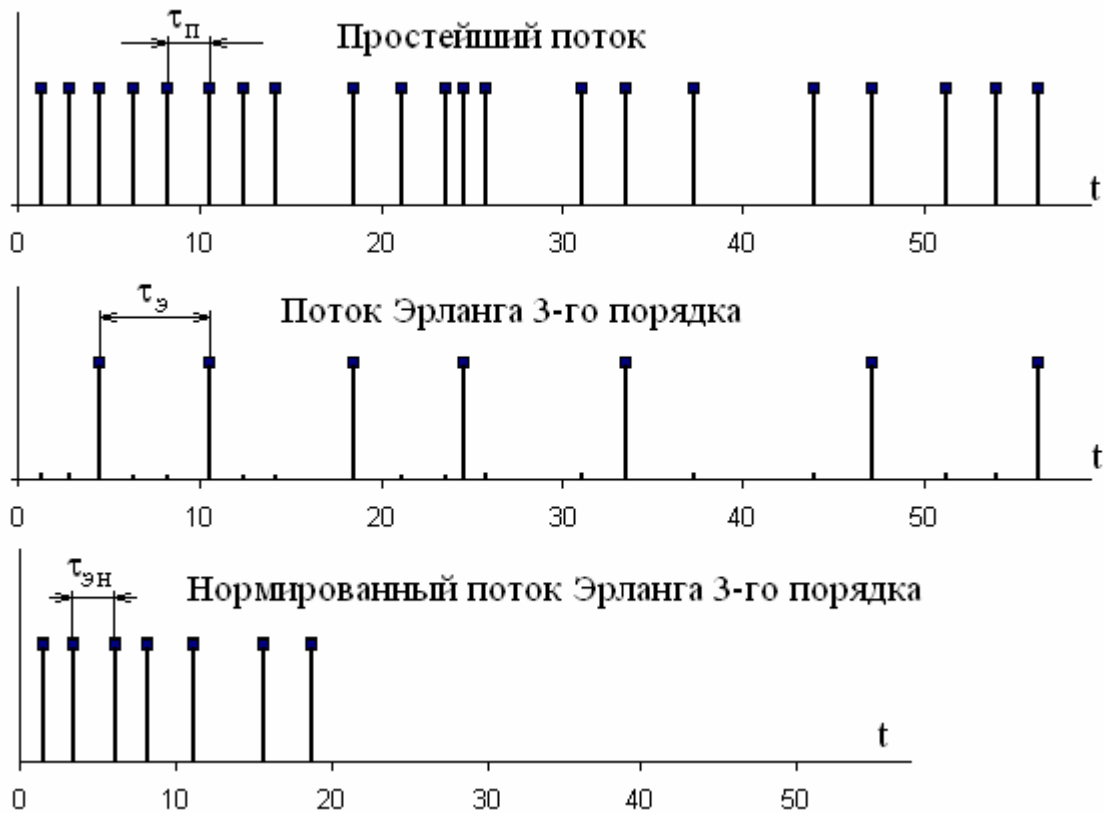 τп
Простейший поток
t
0 10 20 30 40 50
τэ
Поток Эрланга 3-го порядка
t
0 10 20 30 40 50
τэн
Нормированный поток Эрланга 3-го порядка
t
0 10 20 30 40 50